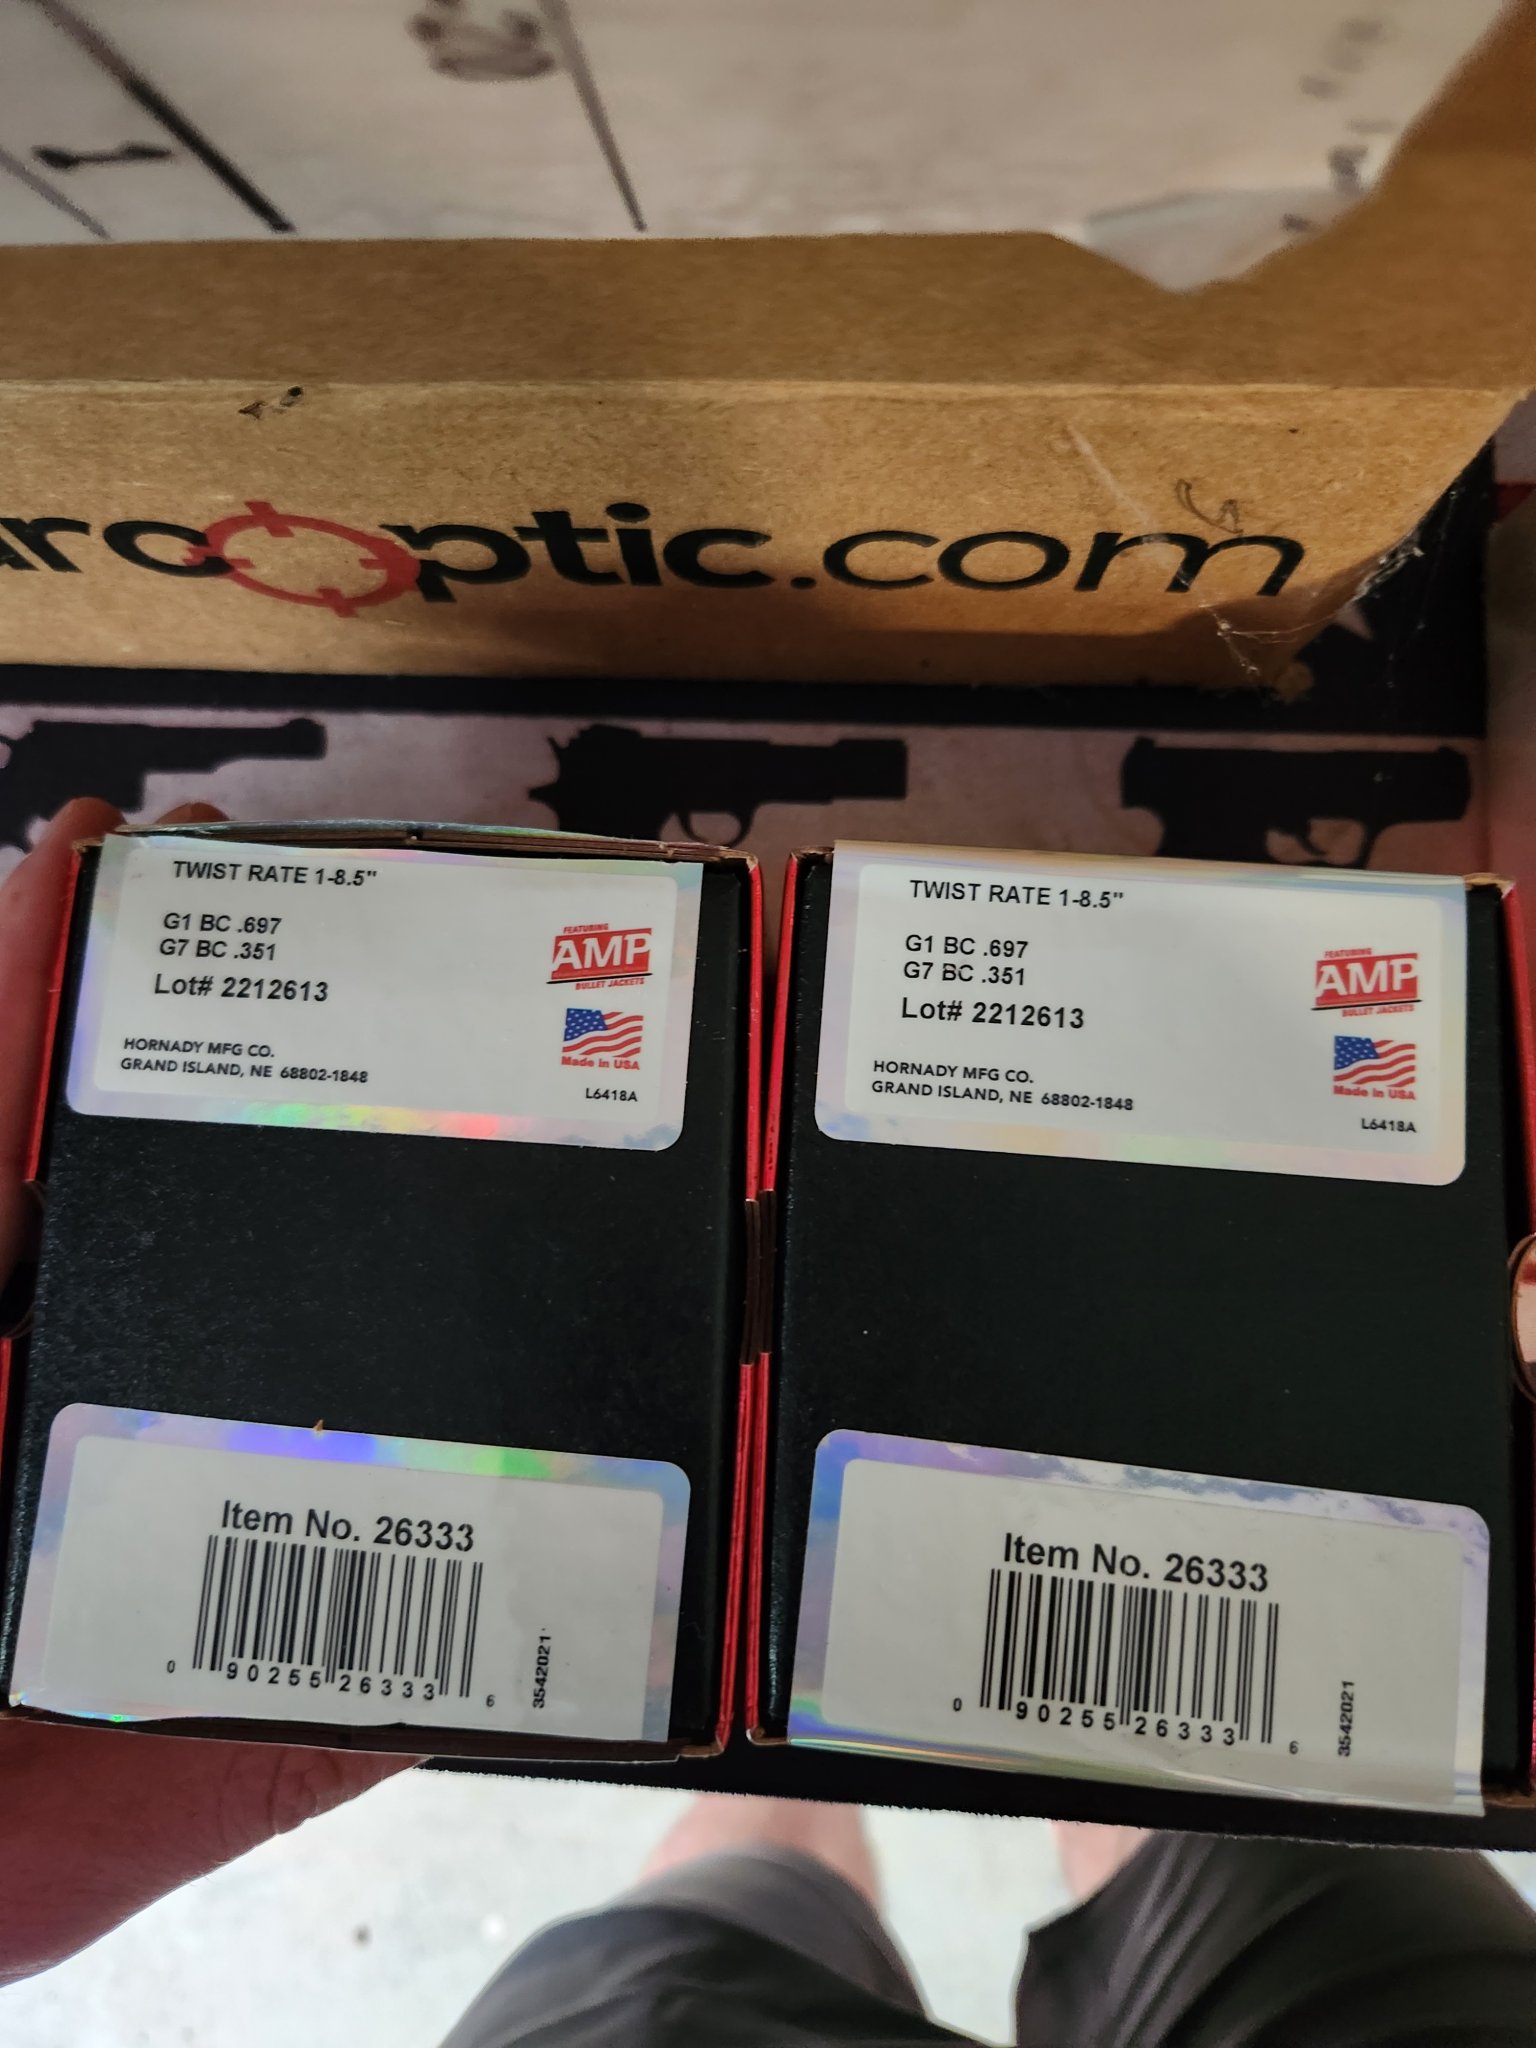 arcoptic.com
TWIST RATE 1-8.5"
G1 BC .697
G7 BC .351
Lot# 2212613
HORNADY MFG CO.
GRAND ISLAND, NE 68802-1848
FEATURING
AMP
BULLET JACKETS
Made in USA
L6418A
Item No. 26333
0 90255 26333 6
3542021
TWIST RATE 1-8.5"
G1 BC .697
G7 BC .351
Lot# 2212613
HORNADY MFG CO.
GRAND ISLAND, NE 68802-1848
FEATURING
AMP
BULLET JACKETS
Made in USA
L6418A
Item No. 26333
0 90255 26333 6
3542021